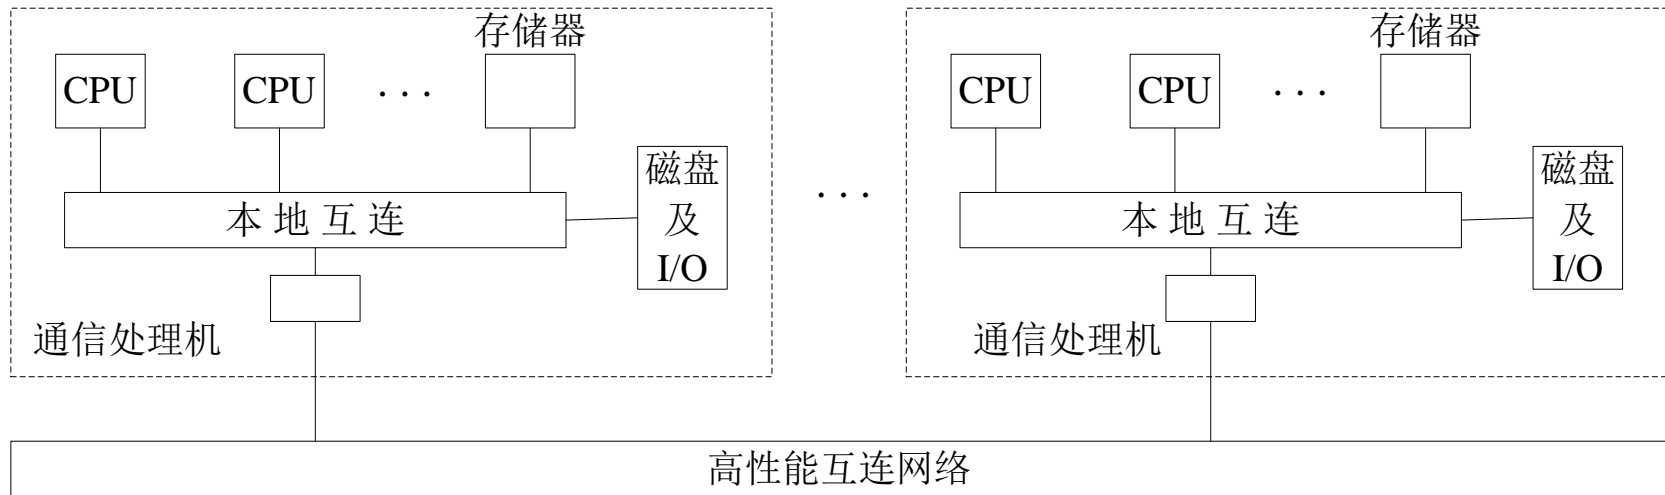 存储器
CPU CPU ···
磁盘
及
I/O
本地互连
通信处理机
···
存储器
CPU CPU ···
磁盘
及
I/O
本地互连
通信处理机
高性能互连网络